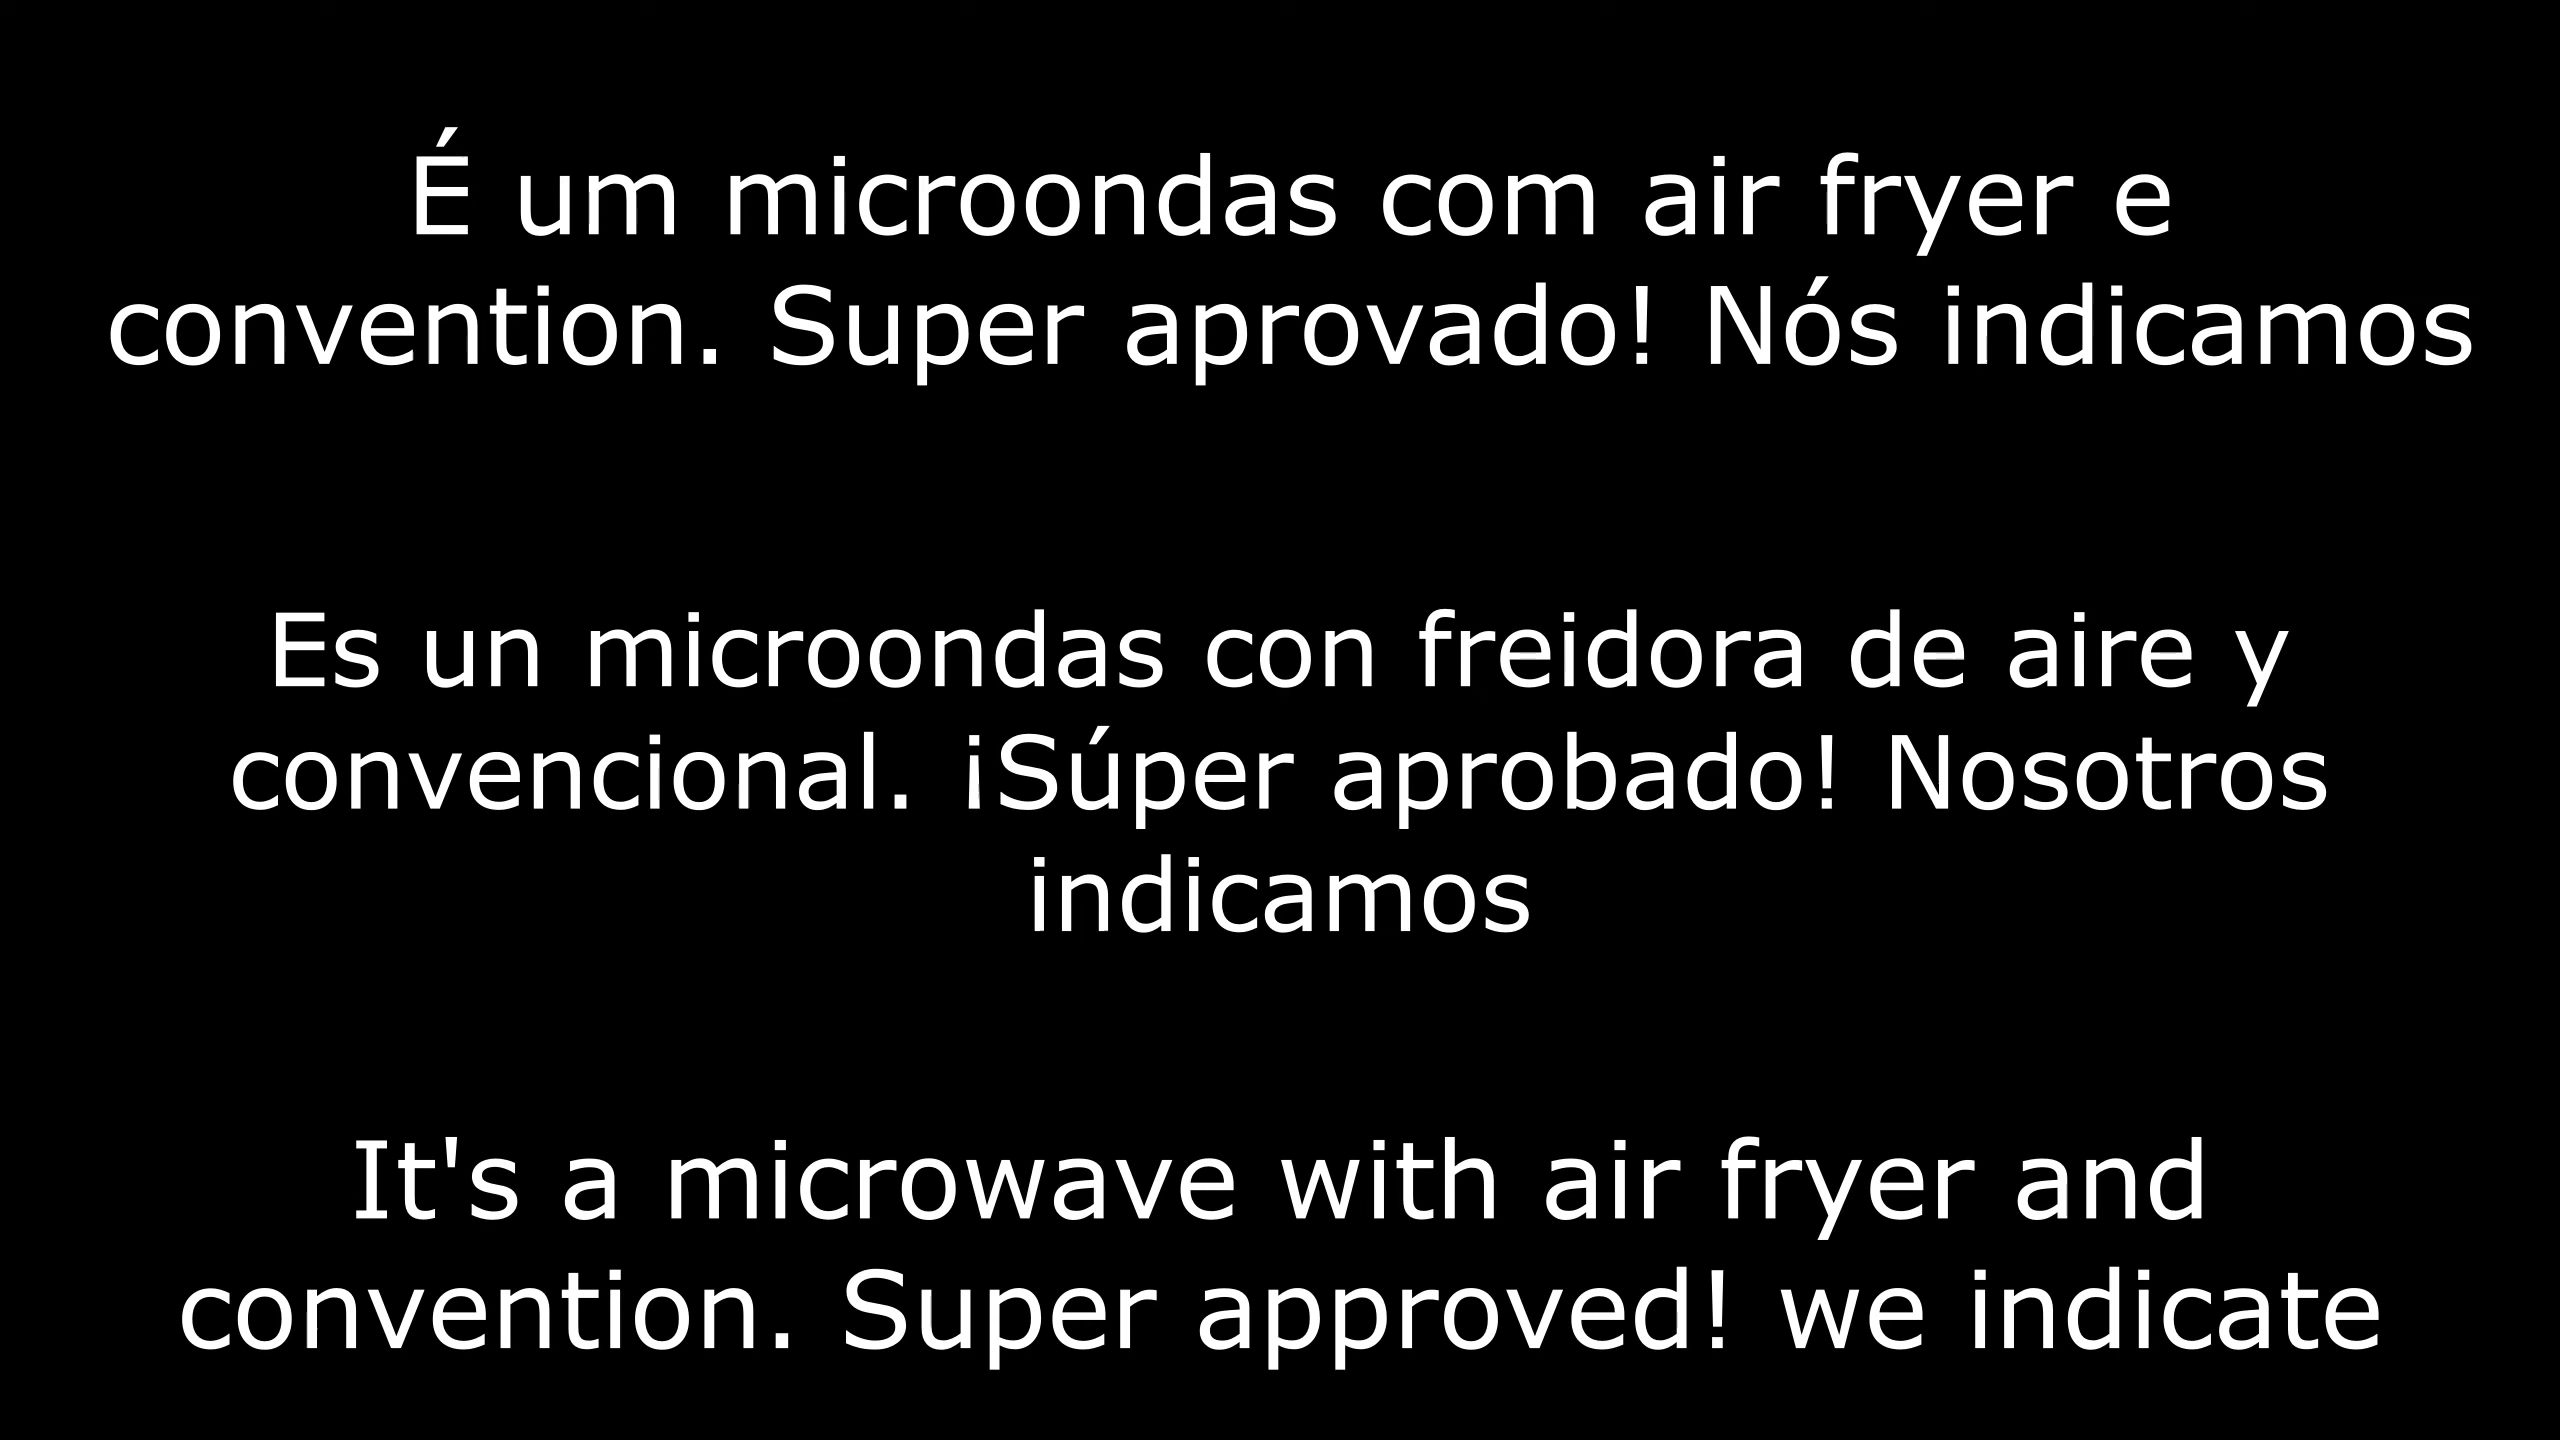 É um microondas com air fryer e
convention. Super aprovado! Nós indicamos
Es un microondas con freidora de aire y
convencional. ¡Súper aprobado! Nosotros
indicamos
It's a microwave with air fryer and
convention. Super approved! we indicate